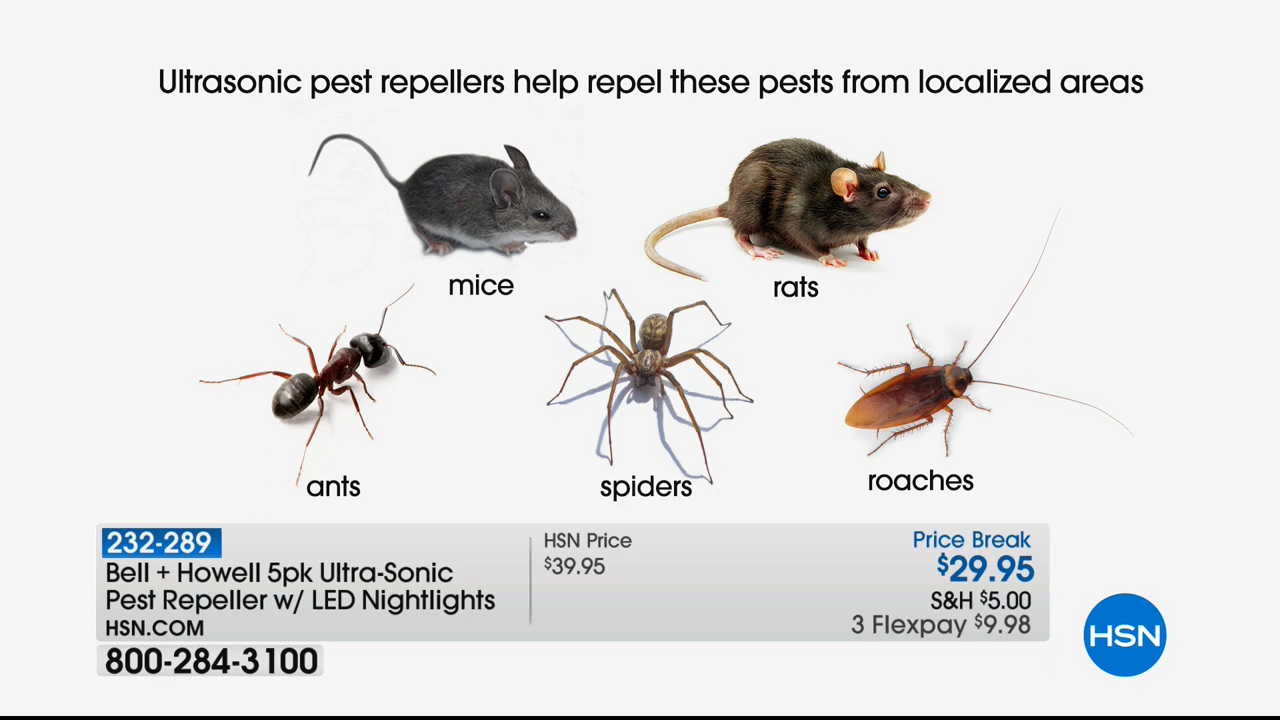 Ultrasonic pest repellers help repel these pests from localized areas
mice
rats
ants
spiders
roaches
232-289
Bell + Howell 5pk Ultra-Sonic
Pest Repeller w/ LED Nightlights
HSN.COM
800-284-3100
HSN Price
$39.95
Price Break
$29.95
S&H $5.00
3 Flexpay $9.98
HSN